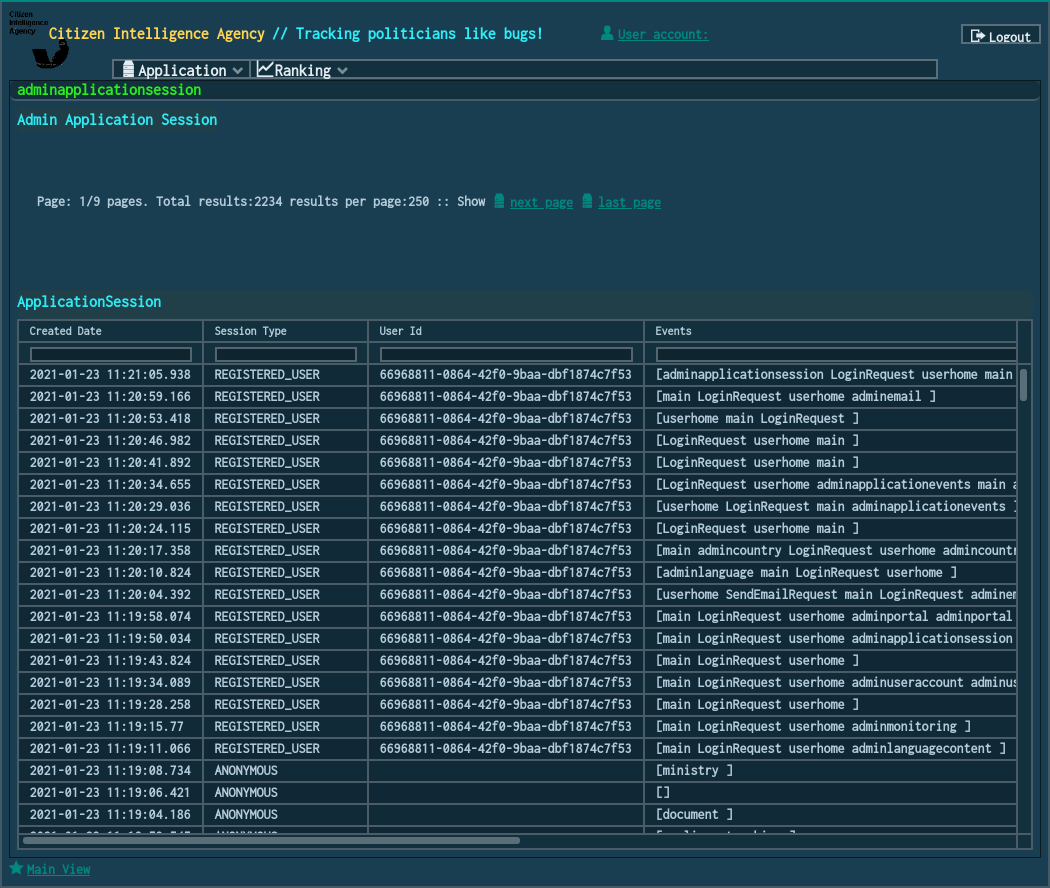 Citizen
Intelligence
Agency
Citizen Intelligence Agency // Tracking politicians like bugs!
User account:
Logout
Application Ranking
adminapplicationsession
Admin Application Session
Page: 1/9 pages. Total results:2234 results per page:250 :: Show next page last page
ApplicationSession
Created Date Session Type User Id Events
2021-01-23 11:21:05.938 REGISTERED_USER 66968811-0864-42f0-9baa-dbf1874c7f53 [adminapplicationsession LoginRequest userhome main
2021-01-23 11:20:59.166 REGISTERED_USER 66968811-0864-42f0-9baa-dbf1874c7f53 [main LoginRequest userhome adminemail ]
2021-01-23 11:20:53.418 REGISTERED_USER 66968811-0864-42f0-9baa-dbf1874c7f53 [userhome main LoginRequest ]
2021-01-23 11:20:46.982 REGISTERED_USER 66968811-0864-42f0-9baa-dbf1874c7f53 [LoginRequest userhome main ]
2021-01-23 11:20:41.892 REGISTERED_USER 66968811-0864-42f0-9baa-dbf1874c7f53 [LoginRequest userhome main ]
2021-01-23 11:20:34.655 REGISTERED_USER 66968811-0864-42f0-9baa-dbf1874c7f53 [LoginRequest userhome adminapplicationevents main a
2021-01-23 11:20:29.036 REGISTERED_USER 66968811-0864-42f0-9baa-dbf1874c7f53 [userhome LoginRequest main adminapplicationevents ]
2021-01-23 11:20:24.115 REGISTERED_USER 66968811-0864-42f0-9baa-dbf1874c7f53 [LoginRequest userhome main ]
2021-01-23 11:20:17.358 REGISTERED_USER 66968811-0864-42f0-9baa-dbf1874c7f53 [main admincountry LoginRequest userhome admincountr
2021-01-23 11:20:10.824 REGISTERED_USER 66968811-0864-42f0-9baa-dbf1874c7f53 [adminlanguage main LoginRequest userhome ]
2021-01-23 11:20:04.392 REGISTERED_USER 66968811-0864-42f0-9baa-dbf1874c7f53 [userhome SendEmailRequest main LoginRequest adminem
2021-01-23 11:19:58.074 REGISTERED_USER 66968811-0864-42f0-9baa-dbf1874c7f53 [main LoginRequest userhome adminportal adminportal
2021-01-23 11:19:50.034 REGISTERED_USER 66968811-0864-42f0-9baa-dbf1874c7f53 [main LoginRequest userhome adminapplicationsession
2021-01-23 11:19:43.824 REGISTERED_USER 66968811-0864-42f0-9baa-dbf1874c7f53 [main LoginRequest userhome ]
2021-01-23 11:19:34.089 REGISTERED_USER 66968811-0864-42f0-9baa-dbf1874c7f53 [main LoginRequest userhome adminuseraccount adminus
2021-01-23 11:19:28.258 REGISTERED_USER 66968811-0864-42f0-9baa-dbf1874c7f53 [main LoginRequest userhome ]
2021-01-23 11:19:15.77 REGISTERED_USER 66968811-0864-42f0-9baa-dbf1874c7f53 [main LoginRequest userhome adminmonitoring ]
2021-01-23 11:19:11.066 REGISTERED_USER 66968811-0864-42f0-9baa-dbf1874c7f53 [main LoginRequest userhome adminlanguagecontent ]
2021-01-23 11:19:08.734 ANONYMOUS [ministry ]
2021-01-23 11:19:06.421 ANONYMOUS []
2021-01-23 11:19:04.186 ANONYMOUS [document ]
Main View